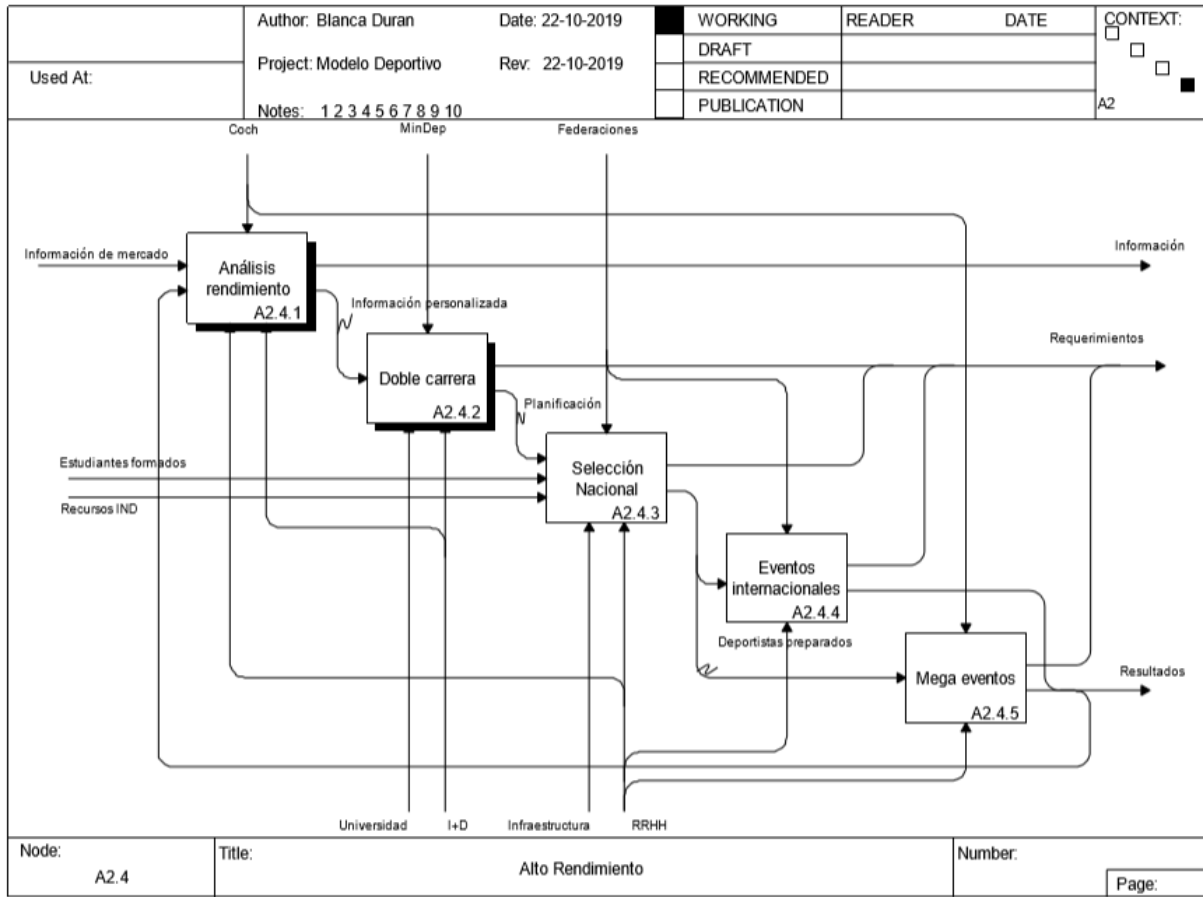 Used At:
Author: Blanca Duran
Date: 22-10-2019
Project: Modelo Deportivo
Rev: 22-10-2019
Notes: 1 2 3 4 5 6 7 8 9 10
WORKING
DRAFT
RECOMMENDED
PUBLICATION
READER
DATE
CONTEXT:
A2
Coch
MinDep
Federaciones
Información de mercado
Análisis
rendimiento
A2.4.1
Información
Información personalizada
Requerimientos
Doble carrera
A2.4.2
Planificación
Estudiantes formados
Recursos IND
Selección
Nacional
A2.4.3
Eventos
internacionales
A2.4.4
Deportistas preparados
Mega eventos
A2.4.5
Resultados
Universidad
I+D
Infraestructura
RRHH
Node:
A2.4
Title:
Alto Rendimiento
Number:
Page: